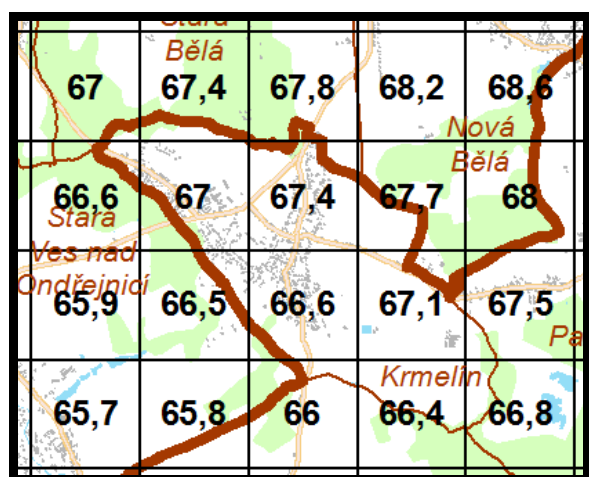 Stará
Bělá
67 67,4 67,8 68,2 68,6
Nová
Bělá
66,6 67 67,4 67,7 68
Stará
Ves nad
Ondřejnicí
65,9 66,5 66,6 67,1 67,5
Krmelín
65,7 65,8 66 66,4 66,8